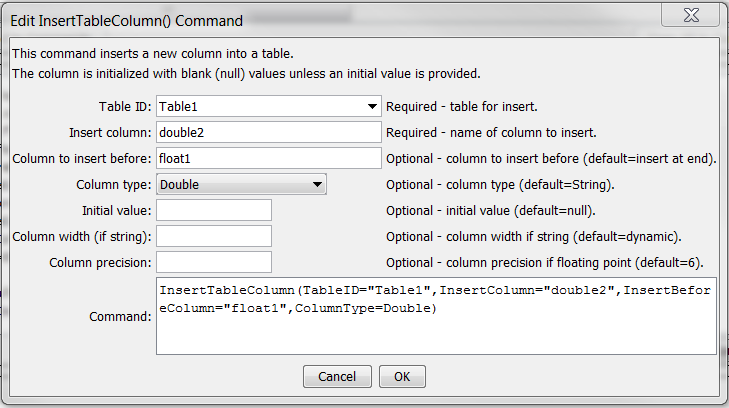 Edit InsertTableColumn() Command
This command inserts a new column into a table.
The column is initialized with blank (null) values unless an initial value is provided.
Table ID: Table1 Required - table for insert.
Insert column: double2 Required - name of column to insert.
Column to insert before: float1 Optional - column to insert before (default=insert at end).
Column type: Double Optional - column type (default=String).
Initial value: Optional - initial value (default=null).
Column width (if string): Optional - column width if string (default=dynamic).
Column precision: Optional - column precision if floating point (default=6).
Command: InsertTableColumn(TableID="Table1",InsertColumn="double2",InsertBefor
eColumn="float1",ColumnType=Double)
Cancel OK